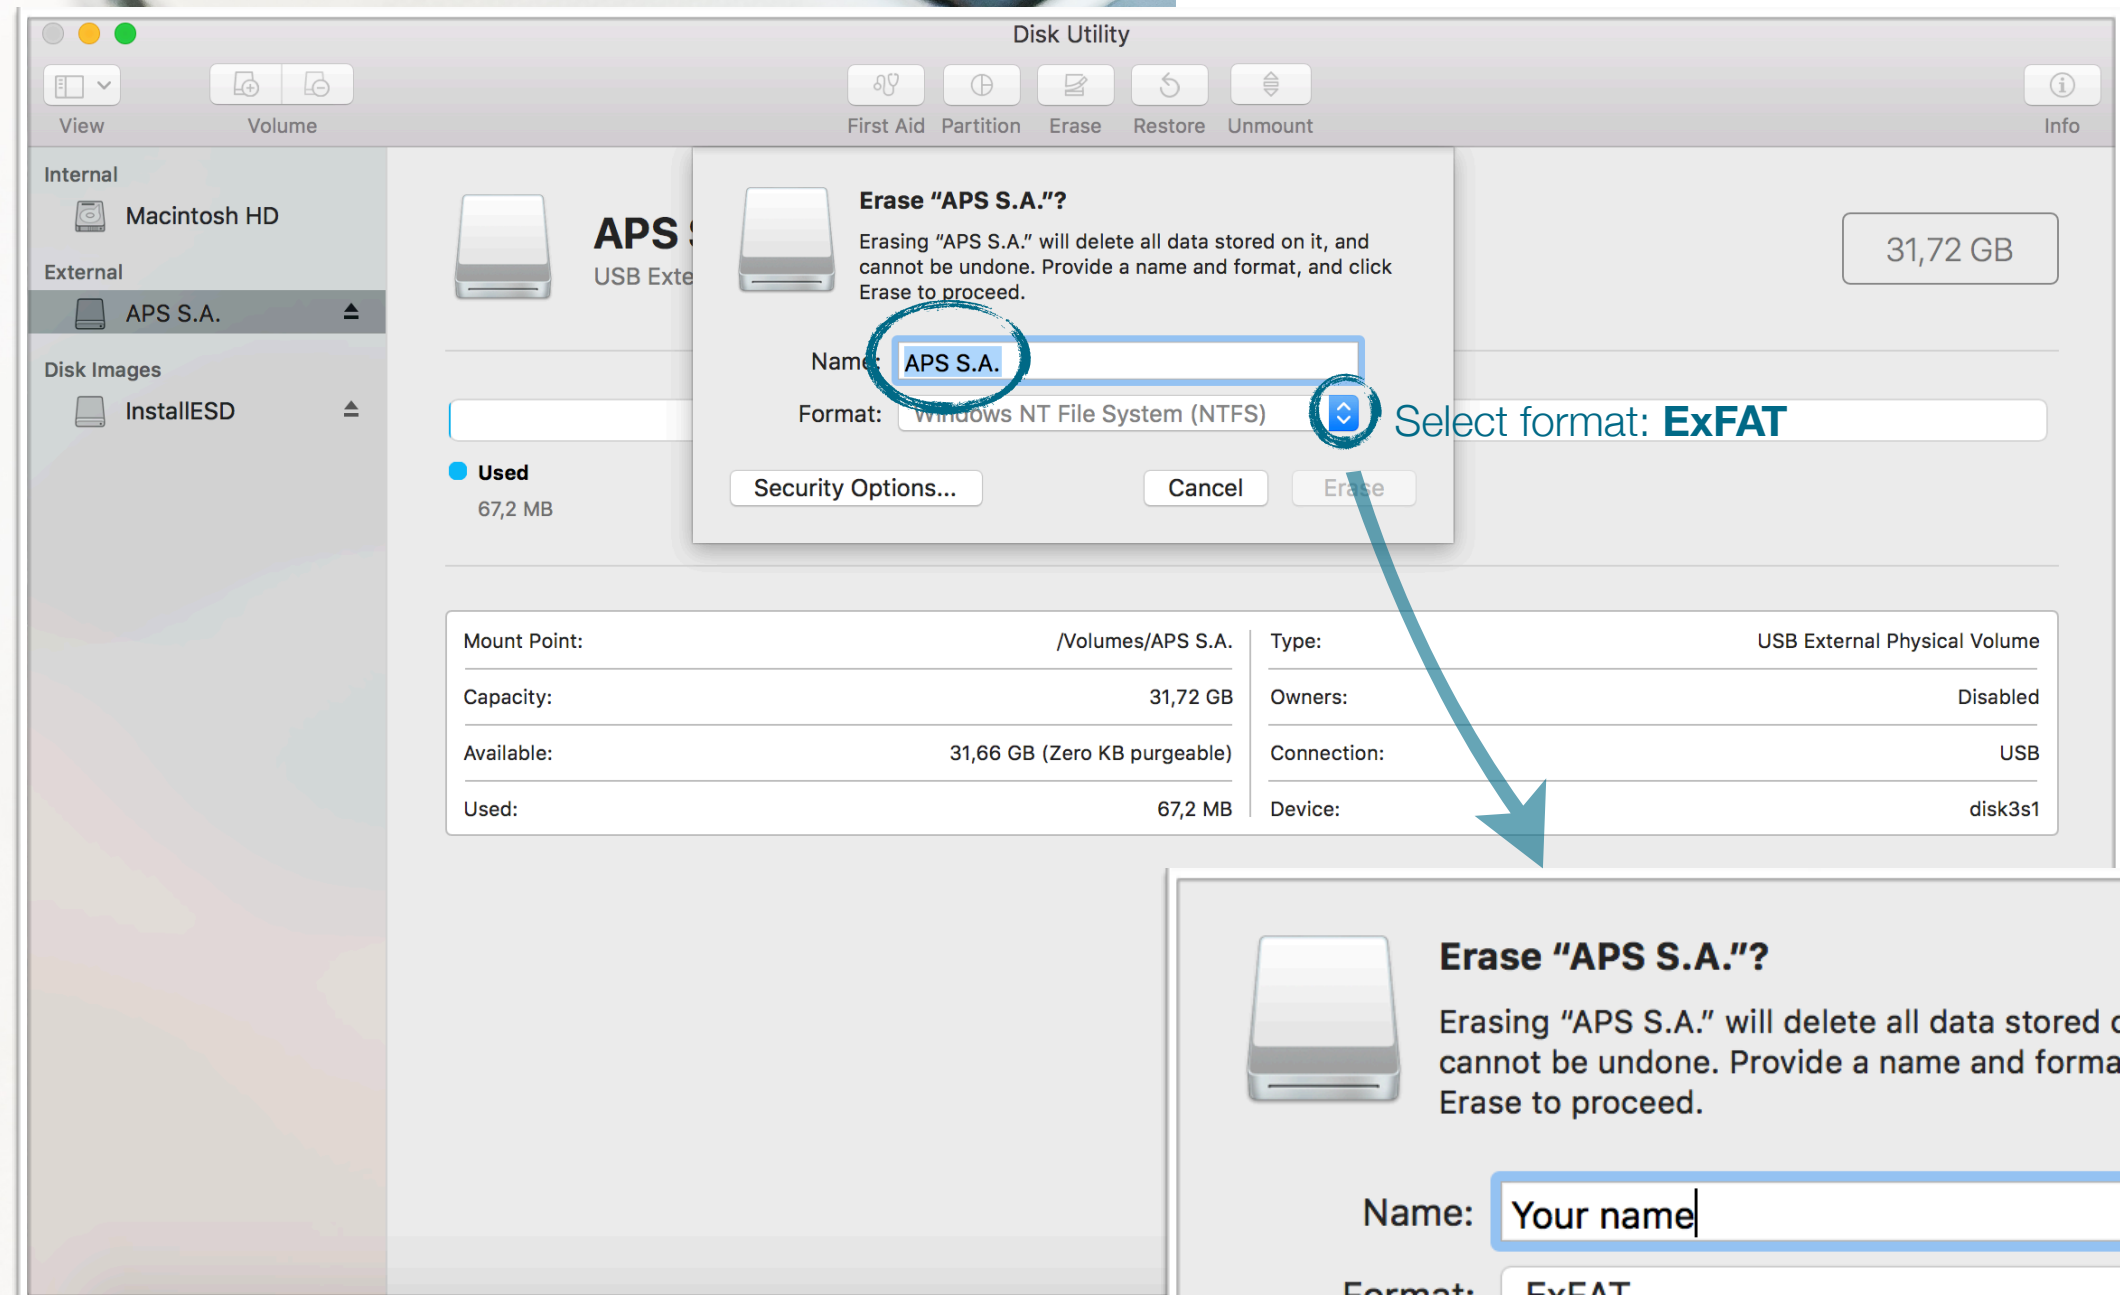 Disk Utility
View
Volume
First Aid
Partition
Erase
Restore
Unmount
Info
Internal
Macintosh HD
External
APS S.A.
Disk Images
InstallESD
APS
USB Exte
31,72 GB
Used
67,2 MB
Erase “APS S.A.”?
Erasing “APS S.A.” will delete all data stored on it, and
cannot be undone. Provide a name and format, and click
Erase to proceed.
Name: APS S.A.
Format: Windows NT File System (NTFS)
Select format: ExFAT
Security Options...
Cancel
Erase
Mount Point: /Volumes/APS S.A.
Capacity: 31,72 GB
Available: 31,66 GB (Zero KB purgeable)
Used: 67,2 MB
Type: USB External Physical Volume
Owners: Disabled
Connection: USB
Device: disk3s1
Erase “APS S.A.”?
Erasing “APS S.A.” will delete all data stored
cannot be undone. Provide a name and forma
Erase to proceed.
Name: Your name
Format: ExFAT